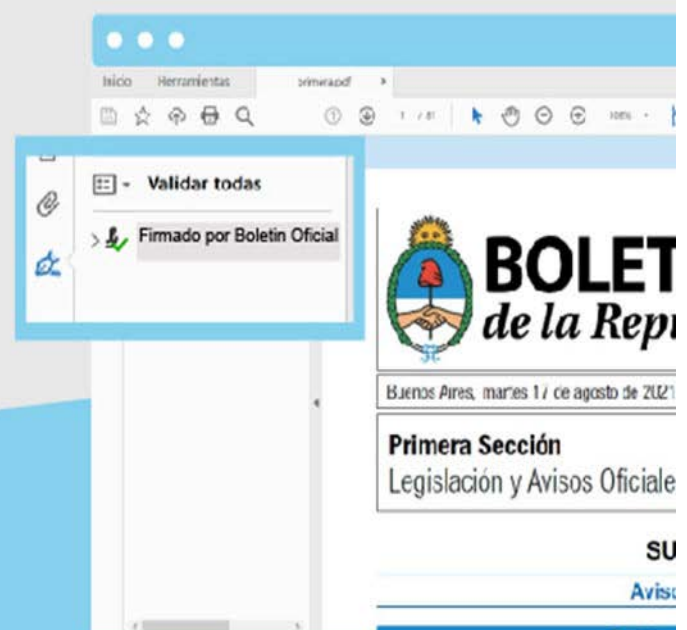 Inicio Herramientas primera.pdf
1 / 81
Validar todas
Firmado por Boletin Oficial
BOLET
de la Rep
Buenos Aires, martes 17 de agosto de 2021
Primera Sección
Legislación y Avisos Oficiale
SU
Aviso